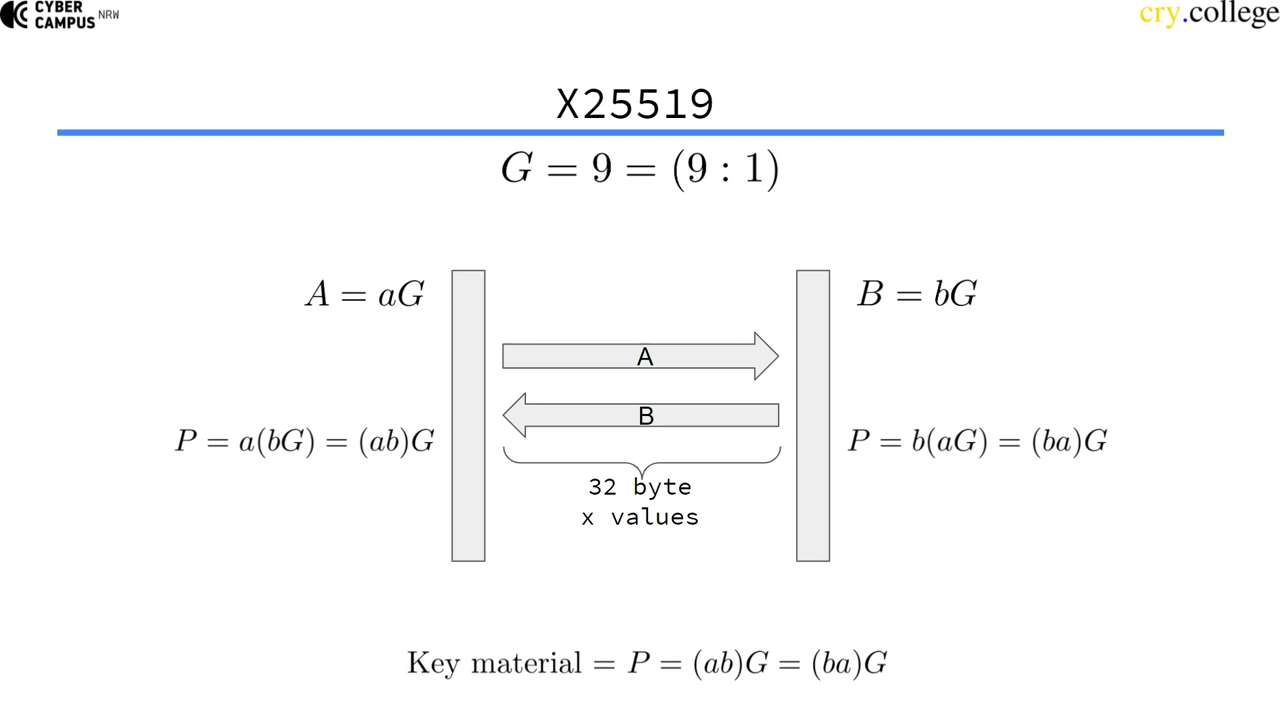 CYBER
CAMPUS NRW
cry.college
X25519
G = 9 = (9 : 1)
A = aG
B = bG
A
B
P = a(bG) = (ab)G
P = b(aG) = (ba)G
32 byte
x values
Key material = P = (ab)G = (ba)G